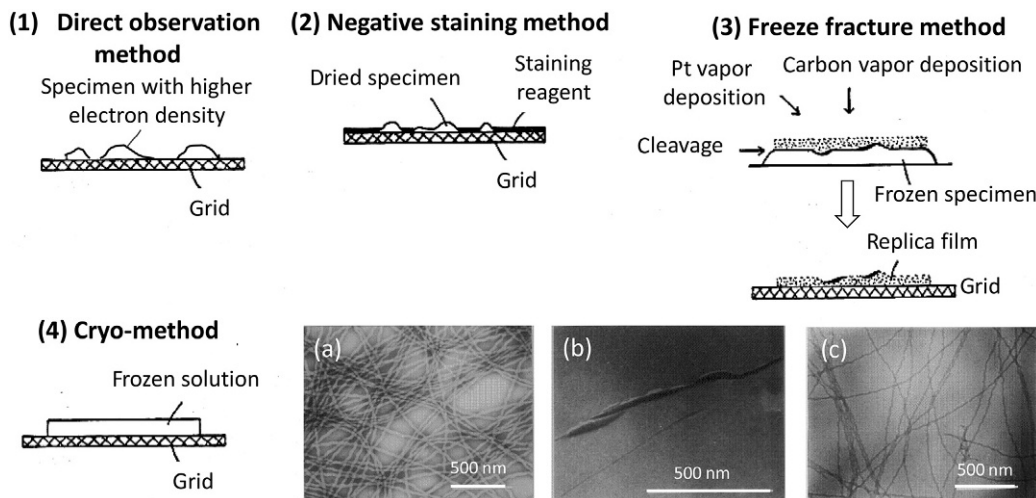 (1) Direct observation
method
Specimen with higher
electron density
Grid
(2) Negative staining method
Dried specimen
Staining
reagent
Grid
(3) Freeze fracture method
Pt vapor
deposition
Carbon vapor deposition
Cleavage
Frozen specimen
Replica film
Grid
(4) Cryo-method
Frozen solution
Grid
(a)
500 nm
(b)
500 nm
(c)
500 nm